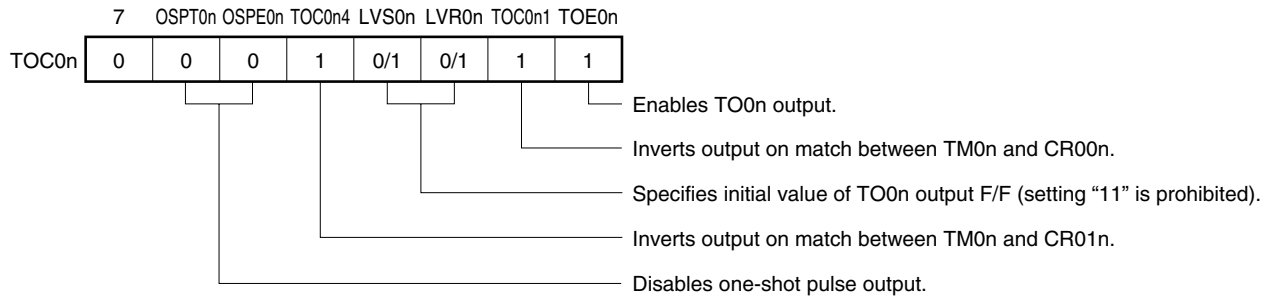 7 OSPT0n OSPE0n TOC0n4 LVS0n LVR0n TOC0n1 TOE0n
TOC0n 0 0 0 1 0/1 0/1 1 1
Enables TO0n output.
Inverts output on match between TM0n and CR00n.
Specifies initial value of TO0n output F/F (setting “11” is prohibited).
Inverts output on match between TM0n and CR01n.
Disables one-shot pulse output.